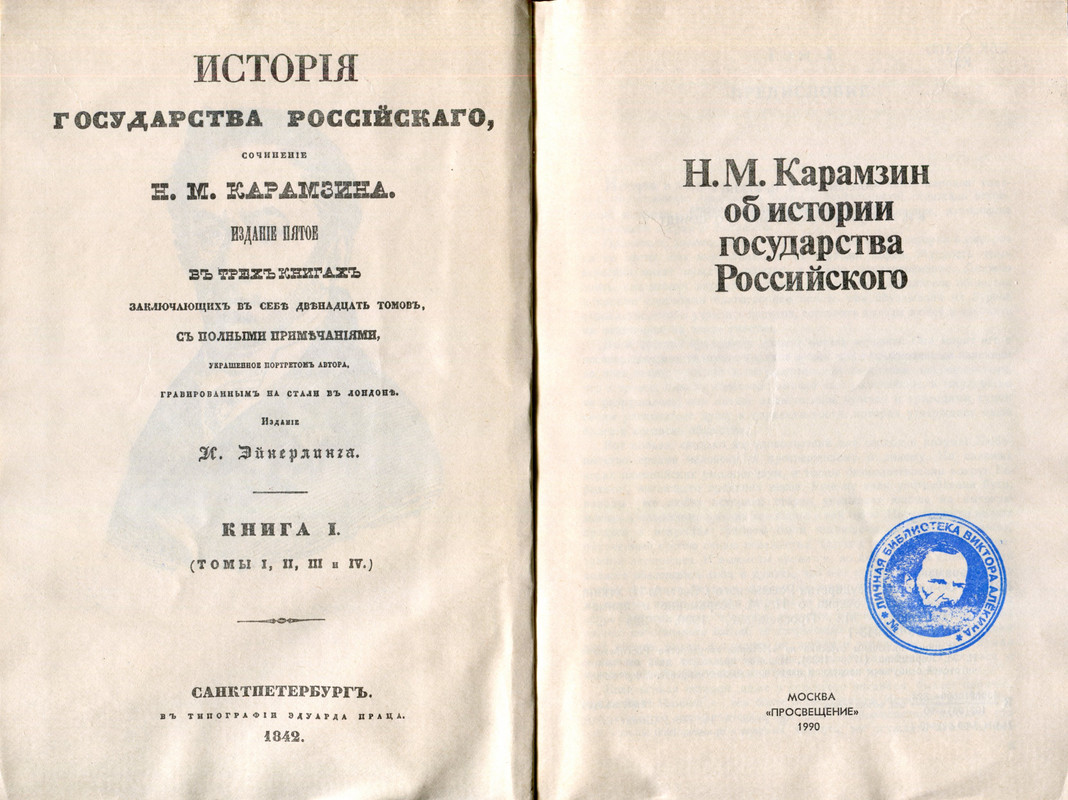 ИСТОРІЯ
ГОСУДАРСТВА РОССІЙСКАГО,
СОЧИНЕНІЕ
Н. М. КАРАМЗИНА.
ИЗДАНІЕ ПЯТОЕ
ВЪ ТРЕХЪ КНИГАХЪ
ЗАКЛЮЧАЮЩИХЪ ВЪ СЕБѢ ДВѢНАДЦАТЬ ТОМОВЪ,
СЪ ПОЛНЫМИ ПРИМѢЧАНІЯМИ,
УКРАШЕННОЕ ПОРТРЕТОМЪ АВТОРА,
ГРАВИРОВАННЫМЪ НА СТАЛИ ВЪ ЛОНДОНѢ.
Изданіе
И. Эйнерлинга.
КНИГА I.
(ТОМЫ I, II, III и IV.)
САНКТПЕТЕРБУРГЪ.
ВЪ ТИПОГРАФІИ ЭДУАРДА ПРАЦА.
1842.
Н. М. Карамзин
об истории
государства
Российского
ЛИЧНАЯ БИБЛИОТЕКА ВИКТОРА АЛЕКИНА
№
МОСКВА
«ПРОСВЕЩЕНИЕ»
1990